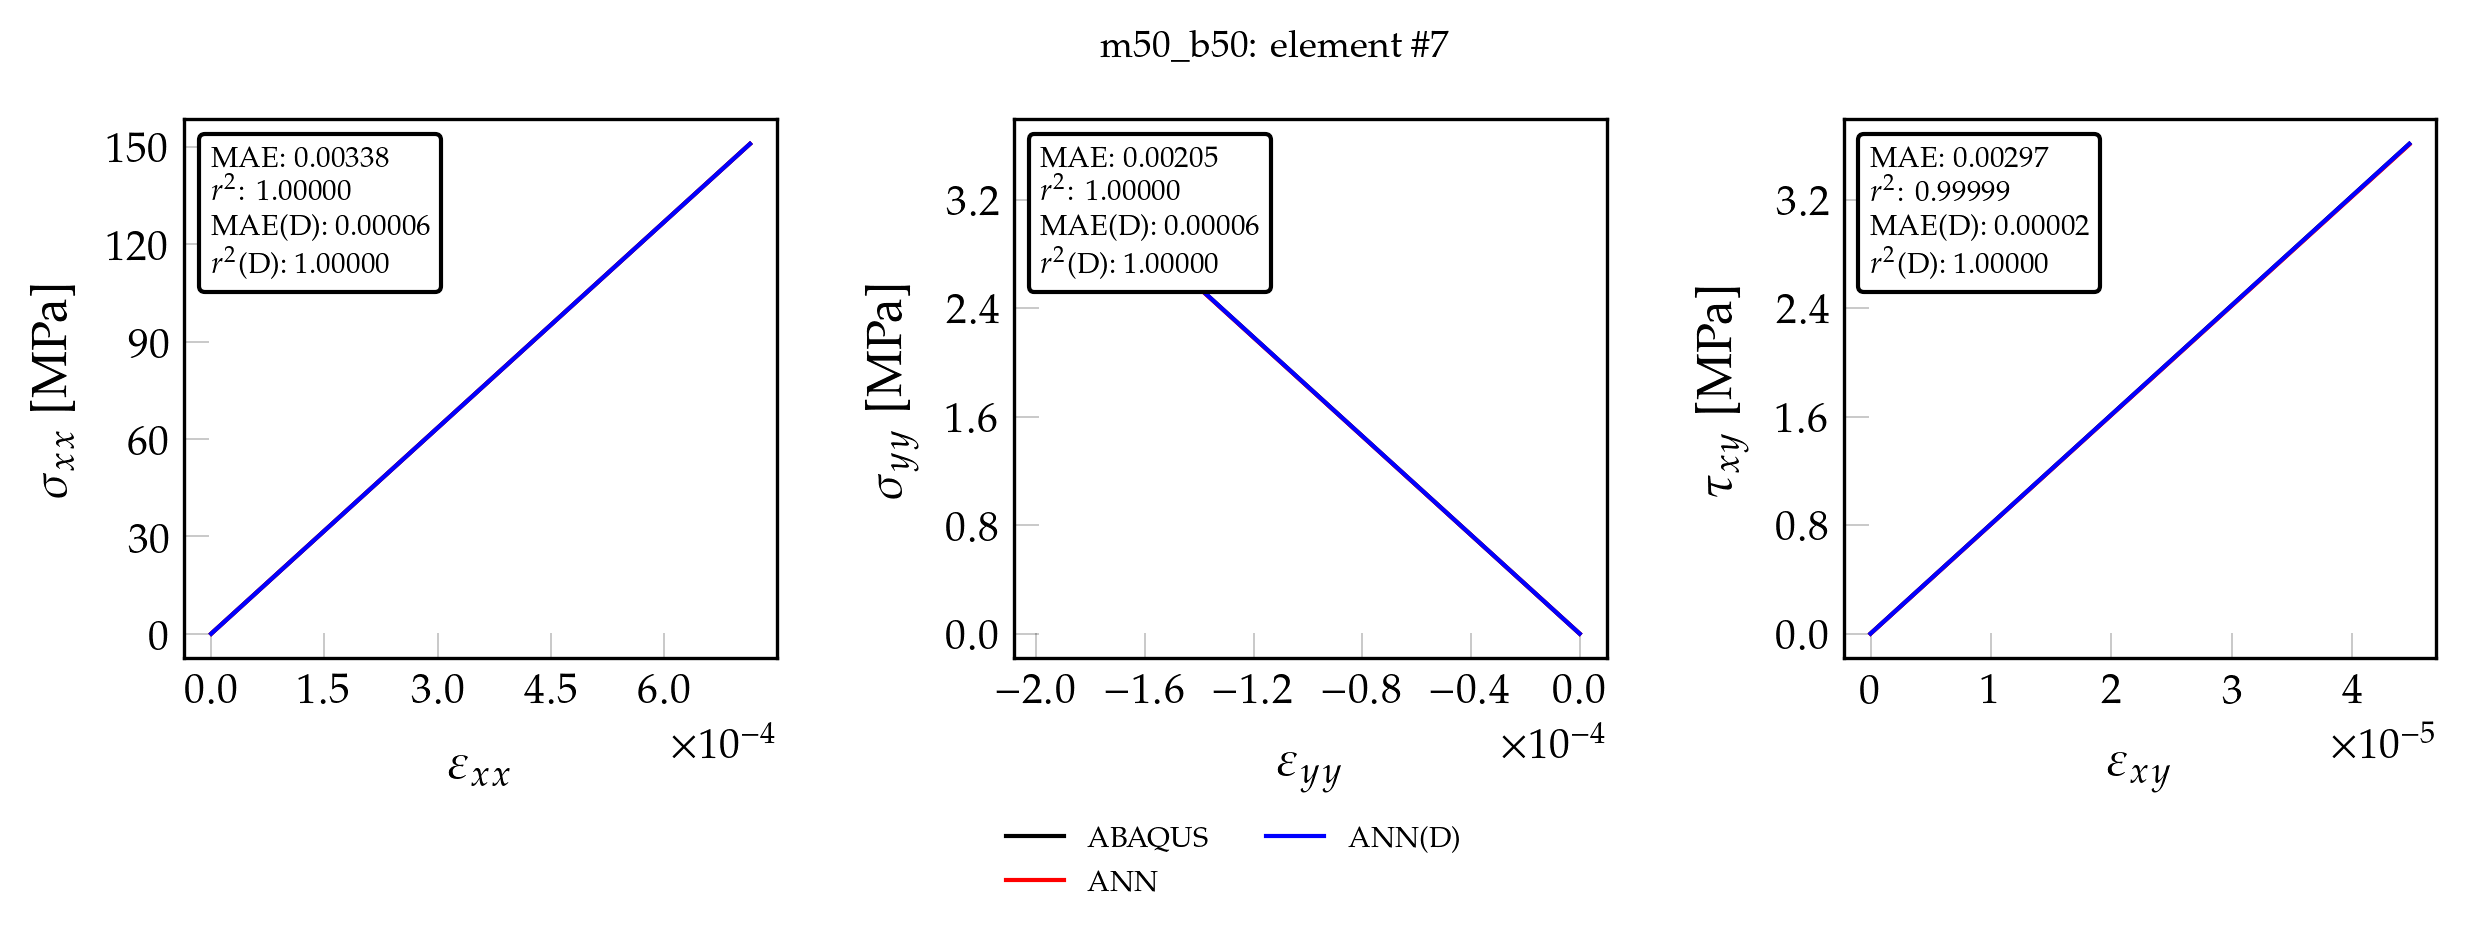 m50_b50: element #7
MAE: 0.00338
r²: 1.00000
MAE(D): 0.00006
r²(D): 1.00000
150
120
90
60
30
0
σxx [MPa]
0.0 1.5 3.0 4.5 6.0
×10⁻⁴
εxx
MAE: 0.00205
r²: 1.00000
MAE(D): 0.00006
r²(D): 1.00000
3.2
2.4
1.6
0.8
0.0
σyy [MPa]
−2.0 −1.6 −1.2 −0.8 −0.4 0.0
×10⁻⁴
εyy
MAE: 0.00297
r²: 0.99999
MAE(D): 0.00002
r²(D): 1.00000
3.2
2.4
1.6
0.8
0.0
τxy [MPa]
0 1 2 3 4
×10⁻⁵
εxy
ABAQUS
ANN
ANN(D)